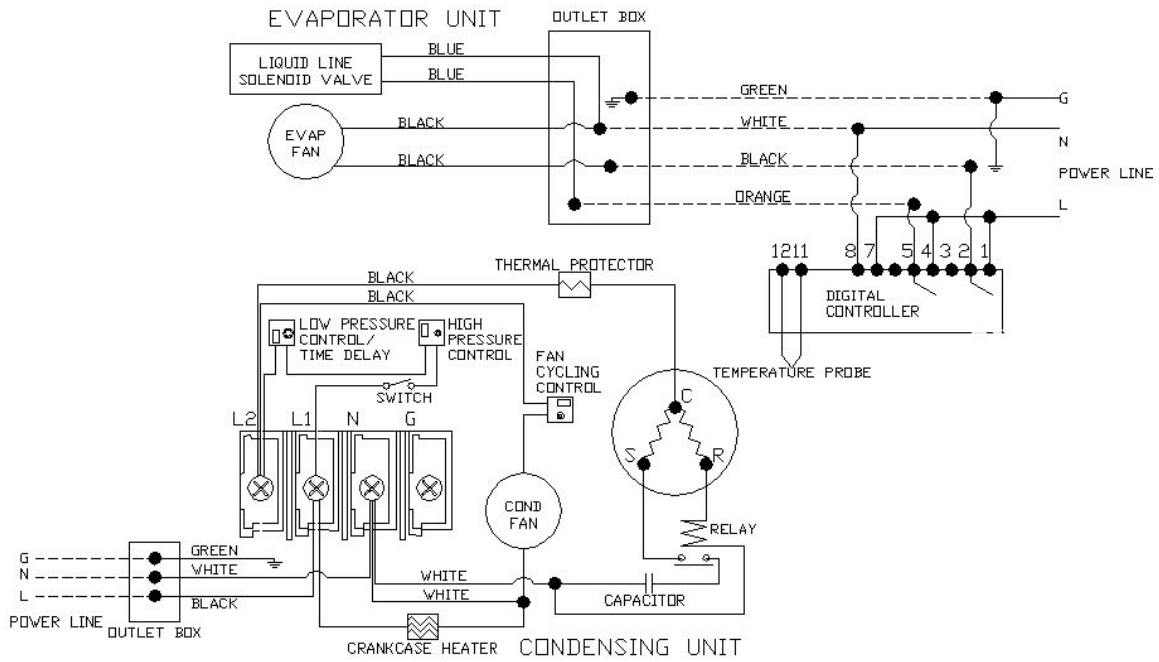 EVAPORATOR UNIT
OUTLET BOX
LIQUID LINE
SOLENOID VALVE
BLUE
BLUE
EVAP
FAN
BLACK
BLACK
GREEN
WHITE
BLACK
ORANGE
G
N
POWER LINE
L
12 11 8 7 5 4 3 2 1
DIGITAL
CONTROLLER
TEMPERATURE PROBE
THERMAL PROTECTOR
BLACK
BLACK
LOW PRESSURE
CONTROL/
TIME DELAY
HIGH
PRESSURE
CONTROL
FAN
CYCLING
CONTROL
SWITCH
L2 L1 N G
C
S R
COND
FAN
RELAY
G
N
L
POWER LINE
OUTLET BOX
GREEN
WHITE
BLACK
WHITE
WHITE
CAPACITOR
CRANKCASE HEATER
CONDENSING UNIT